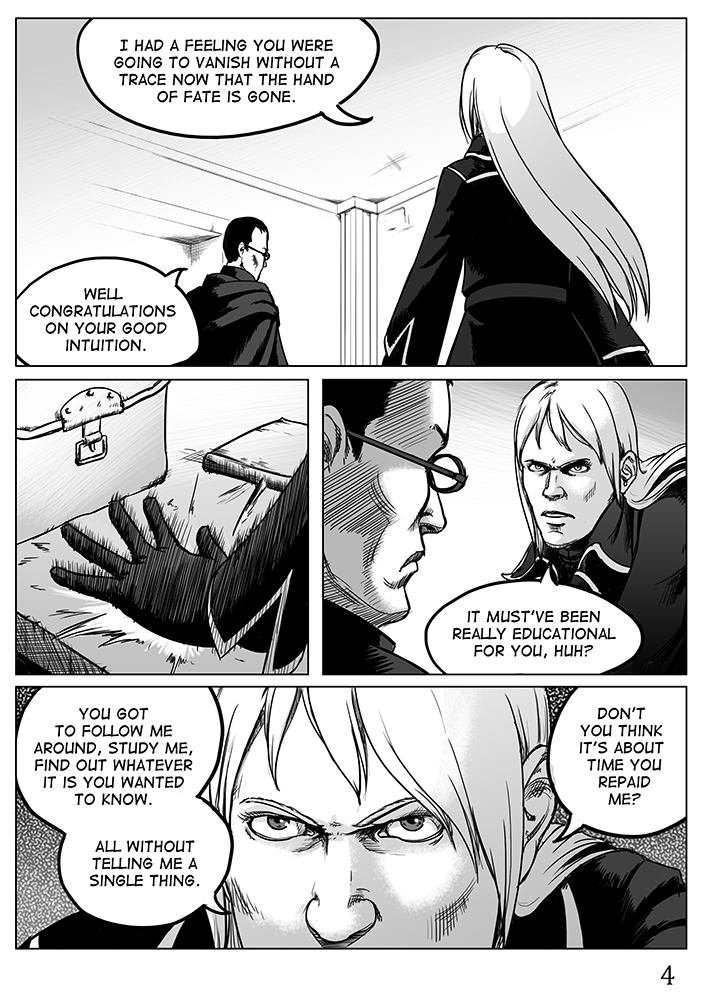 I HAD A FEELING YOU WERE
GOING TO VANISH WITHOUT A
TRACE NOW THAT THE HAND
OF FATE IS GONE.
WELL
CONGRATULATIONS
ON YOUR GOOD
INTUITION.
IT MUST'VE BEEN
REALLY EDUCATIONAL
FOR YOU, HUH?
YOU GOT
TO FOLLOW ME
AROUND, STUDY ME,
FIND OUT WHATEVER
IT IS YOU WANTED
TO KNOW.
ALL WITHOUT
TELLING ME A
SINGLE THING.
DON'T
YOU THINK
IT'S ABOUT
TIME YOU
REPAID
ME?
4